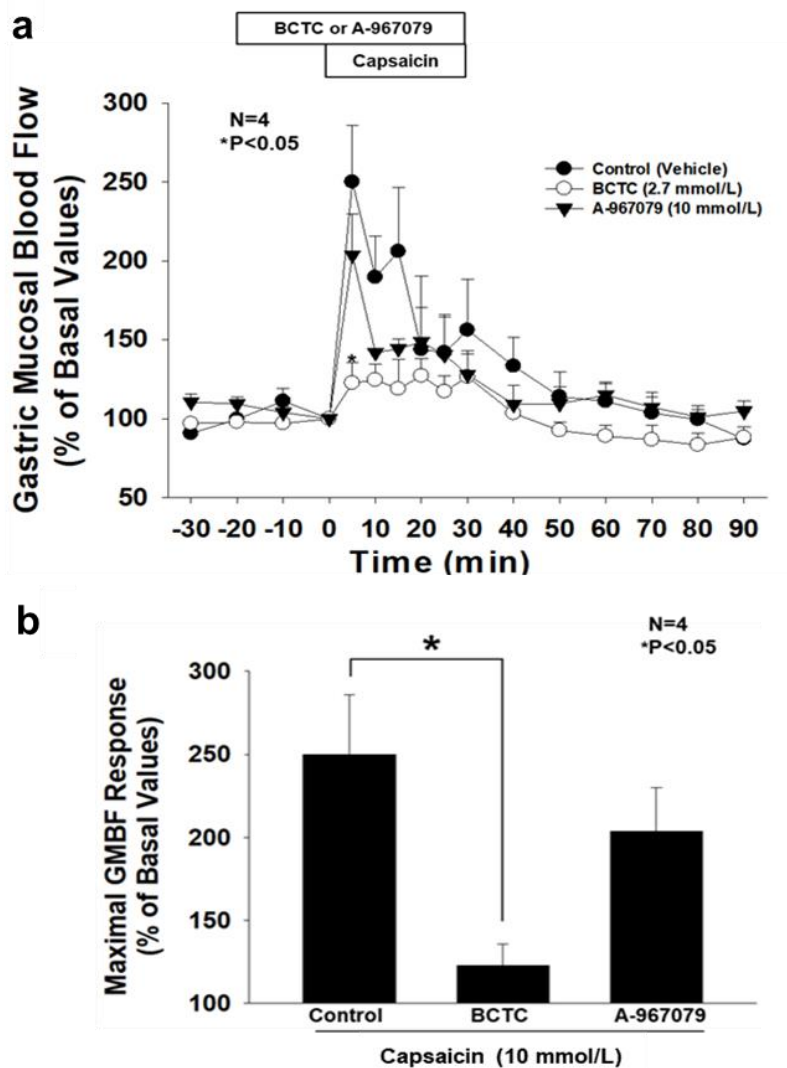 a
BCTC or A-967079
Capsaicin
300
250
200
150
100
50
Gastric Mucosal Blood Flow
(% of Basal Values)
N=4
*P<0.05
Control (Vehicle)
BCTC (2.7 mmol/L)
A-967079 (10 mmol/L)
*
-30 -20 -10 0 10 20 30 40 50 60 70 80 90
Time (min)
b
N=4
*P<0.05
*
300
250
200
150
100
Maximal GMBF Response
(% of Basal Values)
Control BCTC A-967079
Capsaicin (10 mmol/L)